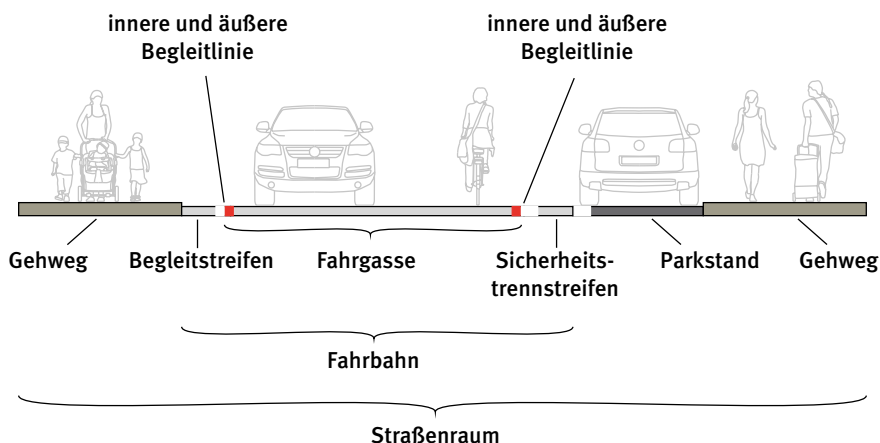 innere und äußere
Begleitlinie
innere und äußere
Begleitlinie
Gehweg
Begleitstreifen
Fahrgasse
Sicherheits-
trennstreifen
Parkstand
Gehweg
Fahrbahn
Straßenraum